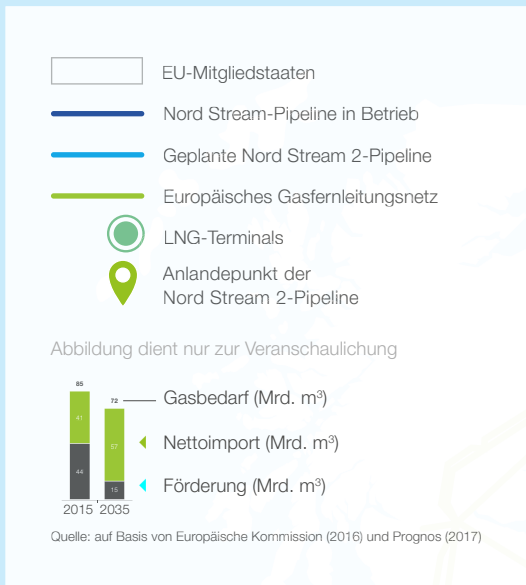 EU-Mitgliedstaaten
Nord Stream-Pipeline in Betrieb
Geplante Nord Stream 2-Pipeline
Europäisches Gasfernleitungsnetz
LNG-Terminals
Anlandepunkt der
Nord Stream 2-Pipeline
Abbildung dient nur zur Veranschaulichung
85
72
Gasbedarf (Mrd. m³)
41
57
Nettoimport (Mrd. m³)
44
15
Förderung (Mrd. m³)
2015 2035
Quelle: auf Basis von Europäische Kommission (2016) und Prognos (2017)